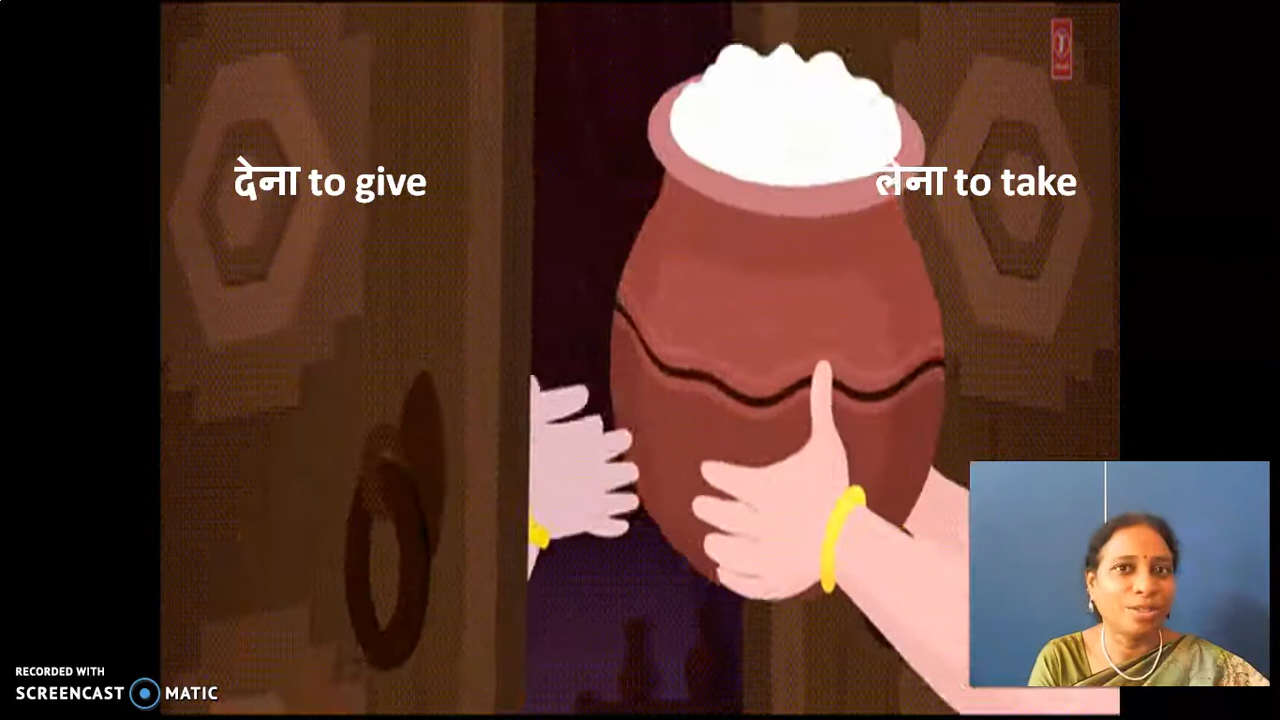 देना to give
लेना to take
RECORDED WITH
SCREENCAST MATIC